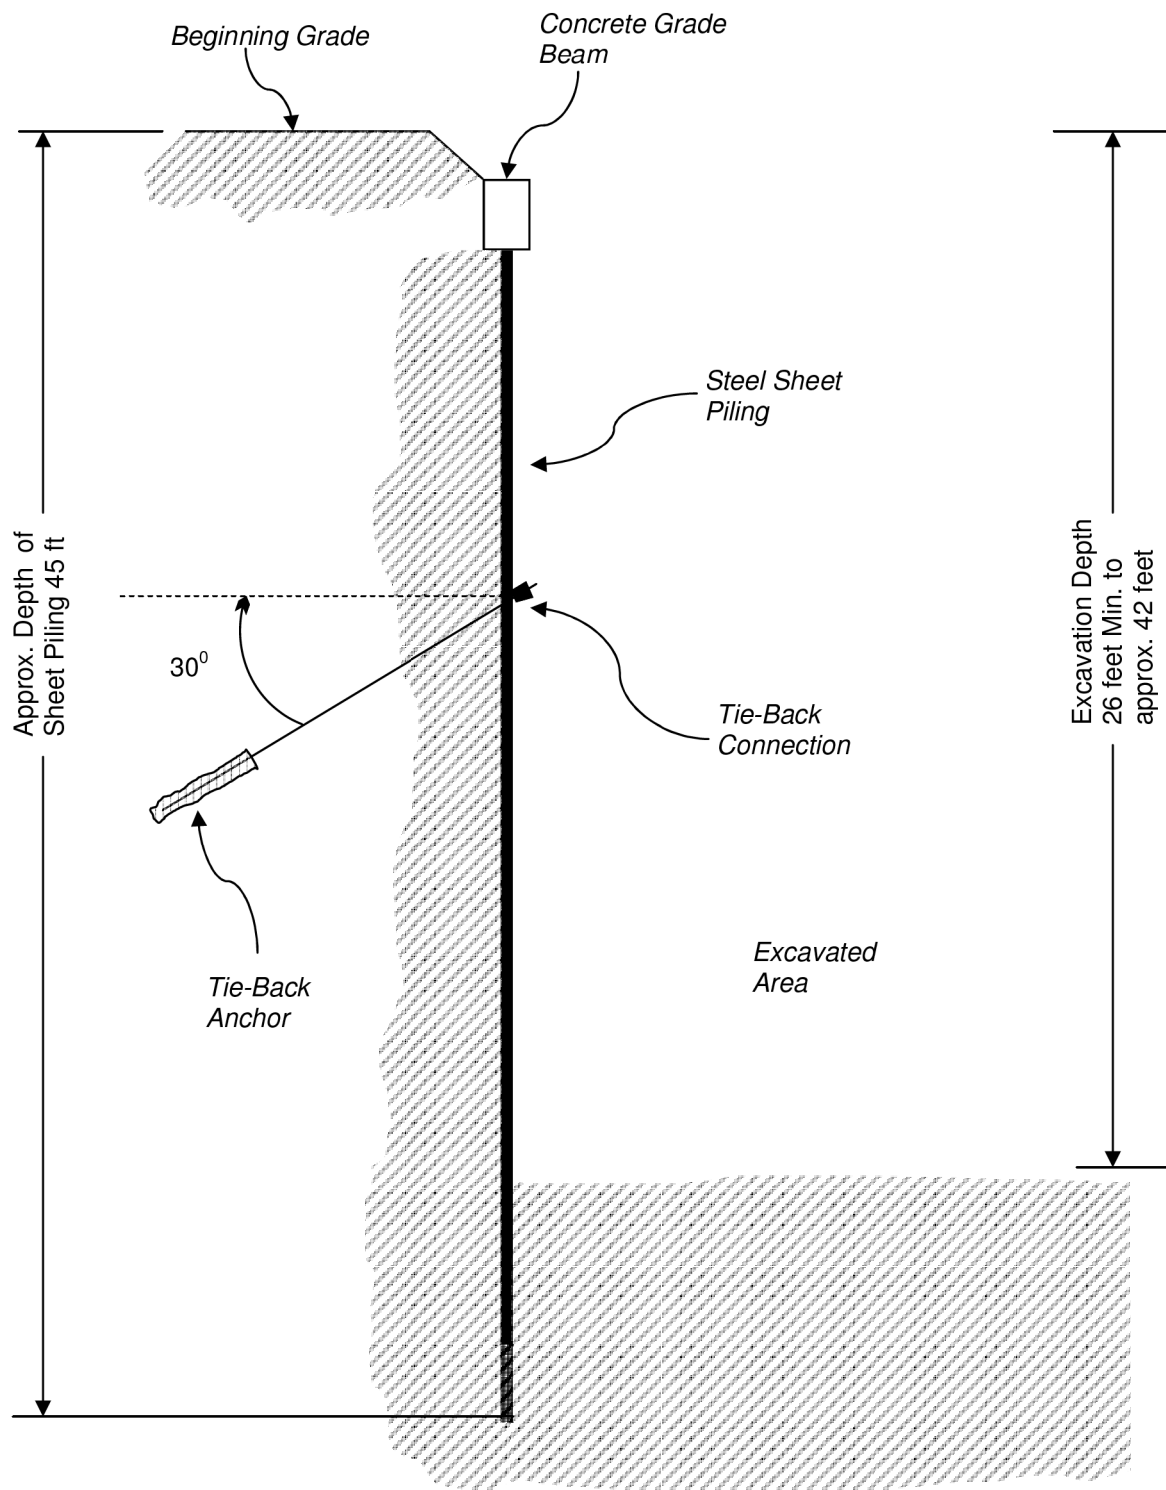 Beginning Grade
Concrete Grade
Beam
Steel Sheet
Piling
Approx. Depth of
Sheet Piling 45 ft
Excavation Depth
26 feet Min. to
approx. 42 feet
30⁰
Tie-Back
Connection
Excavated
Area
Tie-Back
Anchor